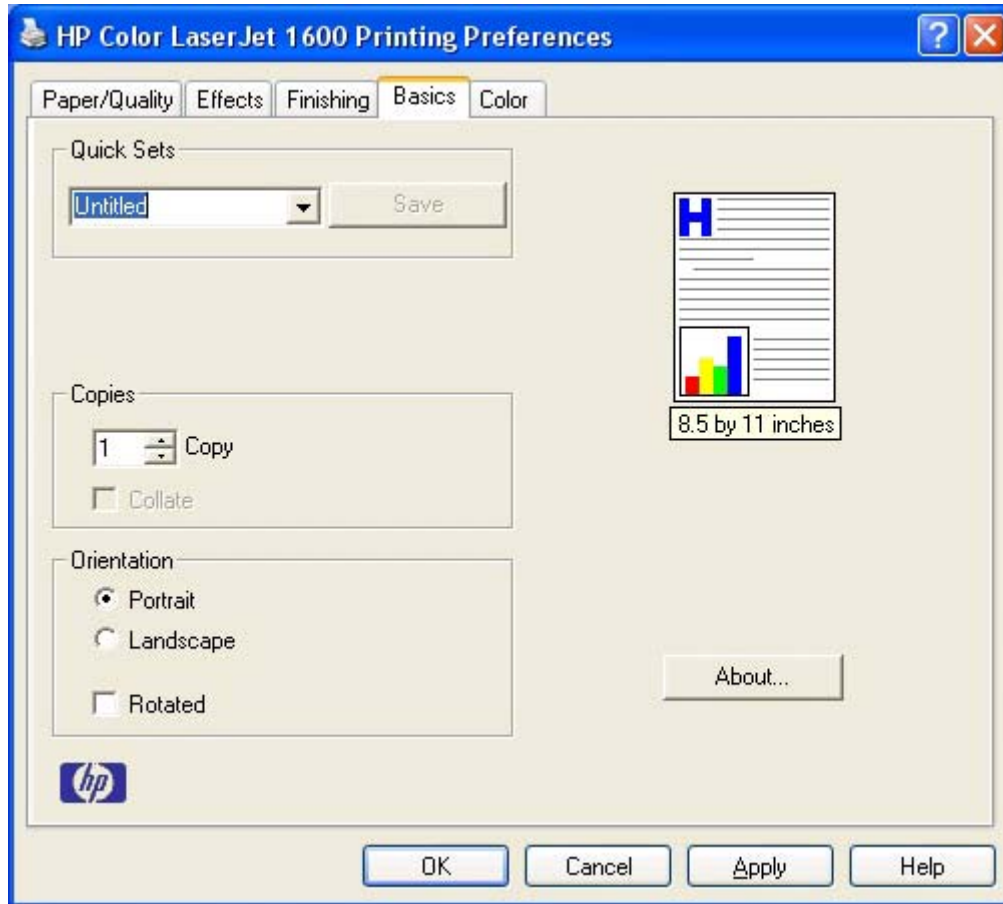 HP Color LaserJet 1600 Printing Preferences
?
Paper/Quality Effects Finishing Basics Color
Quick Sets
Untitled
Save
H
8.5 by 11 inches
Copies
1 Copy
Collate
Orientation
Portrait
Landscape
Rotated
About...
hp
OK Cancel Apply Help